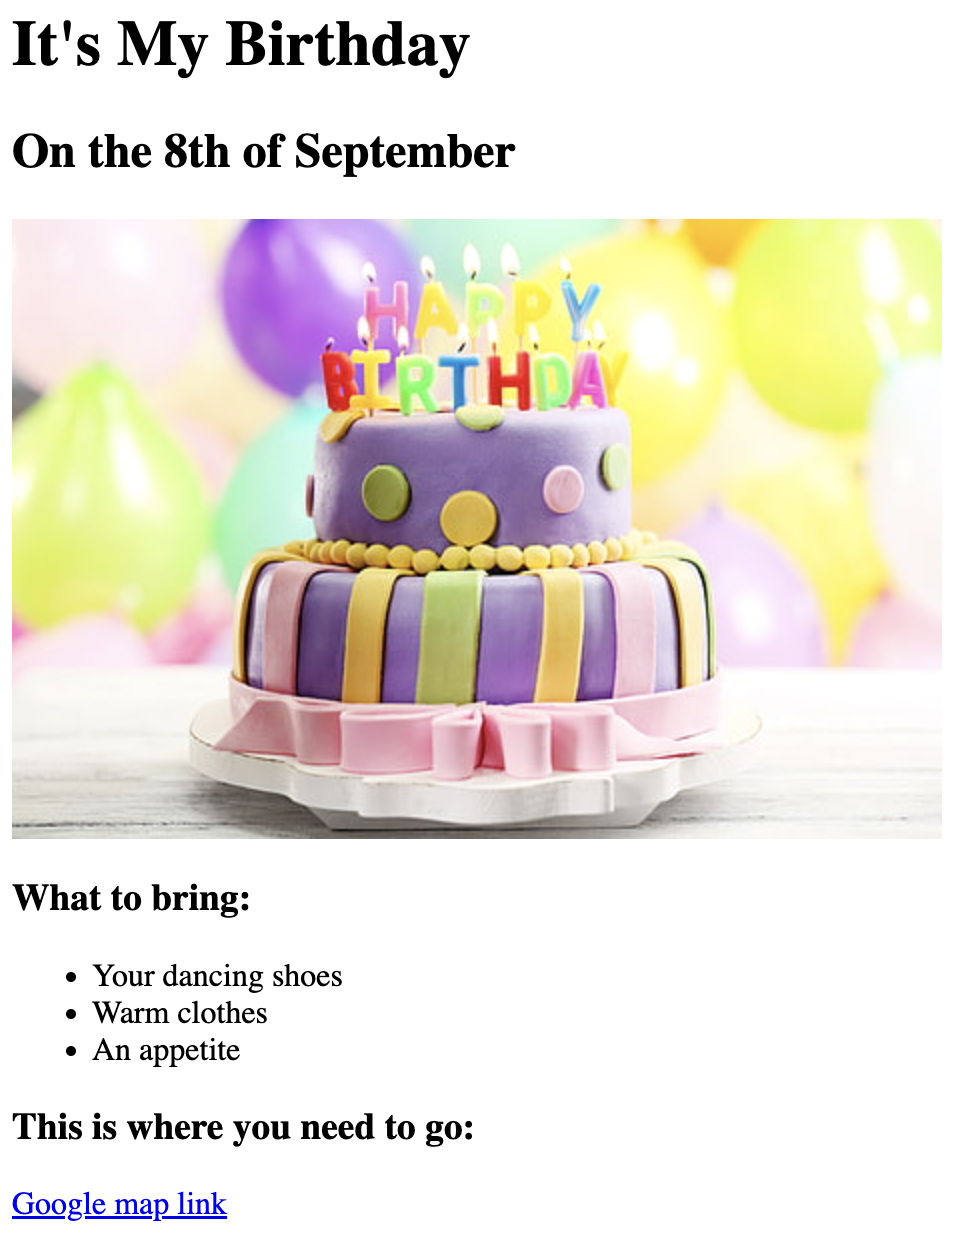 It's My Birthday
On the 8th of September
HAPPY
BIRTHDAY
What to bring:
Your dancing shoes
Warm clothes
An appetite
This is where you need to go:
Google map link